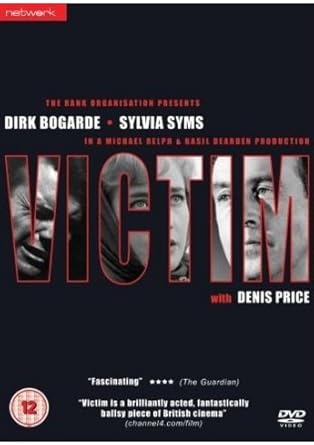 network
THE RANK ORGANISATION PRESENTS
DIRK BOGARDE • SYLVIA SYMS
IN A MICHAEL RELPH & BASIL DEARDEN PRODUCTION
VICTIM
with DENIS PRICE
"Fascinating" ★★★★ (The Guardian)
12
"Victim is a brilliantly acted, fantastically
ballsy piece of British cinema"
(channel4.com/film)
DVD
VIDEO